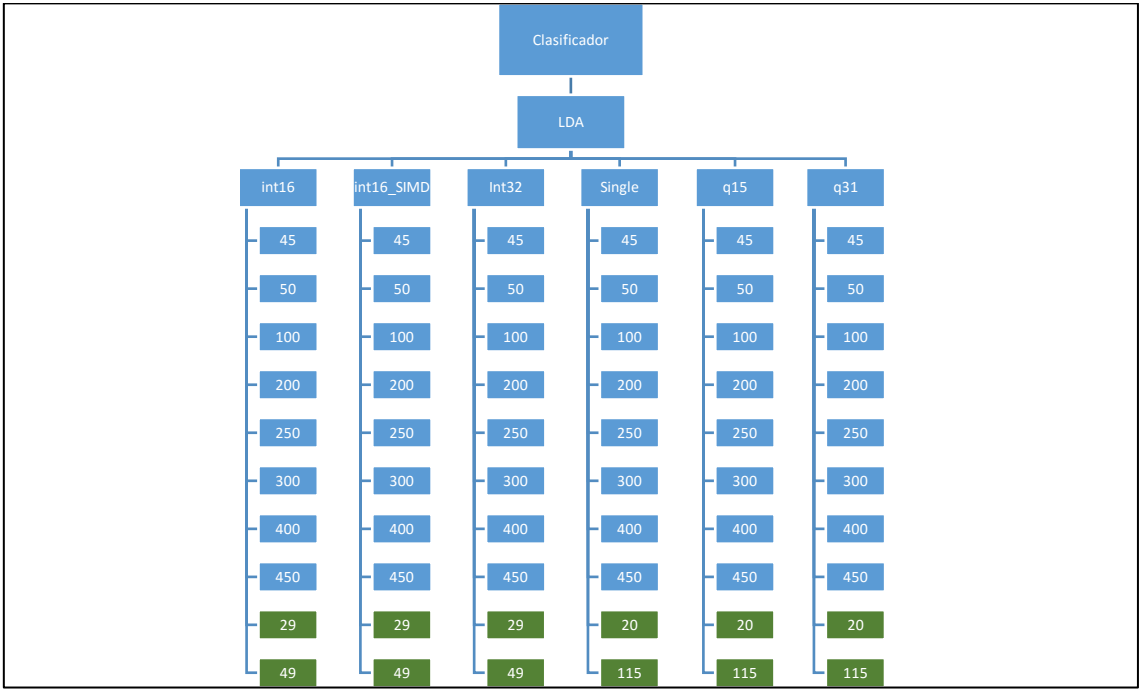 Clasificador
LDA
int16 int16_SIMD Int32 Single q15 q31
45 45 45 45 45 45
50 50 50 50 50 50
100 100 100 100 100 100
200 200 200 200 200 200
250 250 250 250 250 250
300 300 300 300 300 300
400 400 400 400 400 400
450 450 450 450 450 450
29 29 29 20 20 20
49 49 49 115 115 115